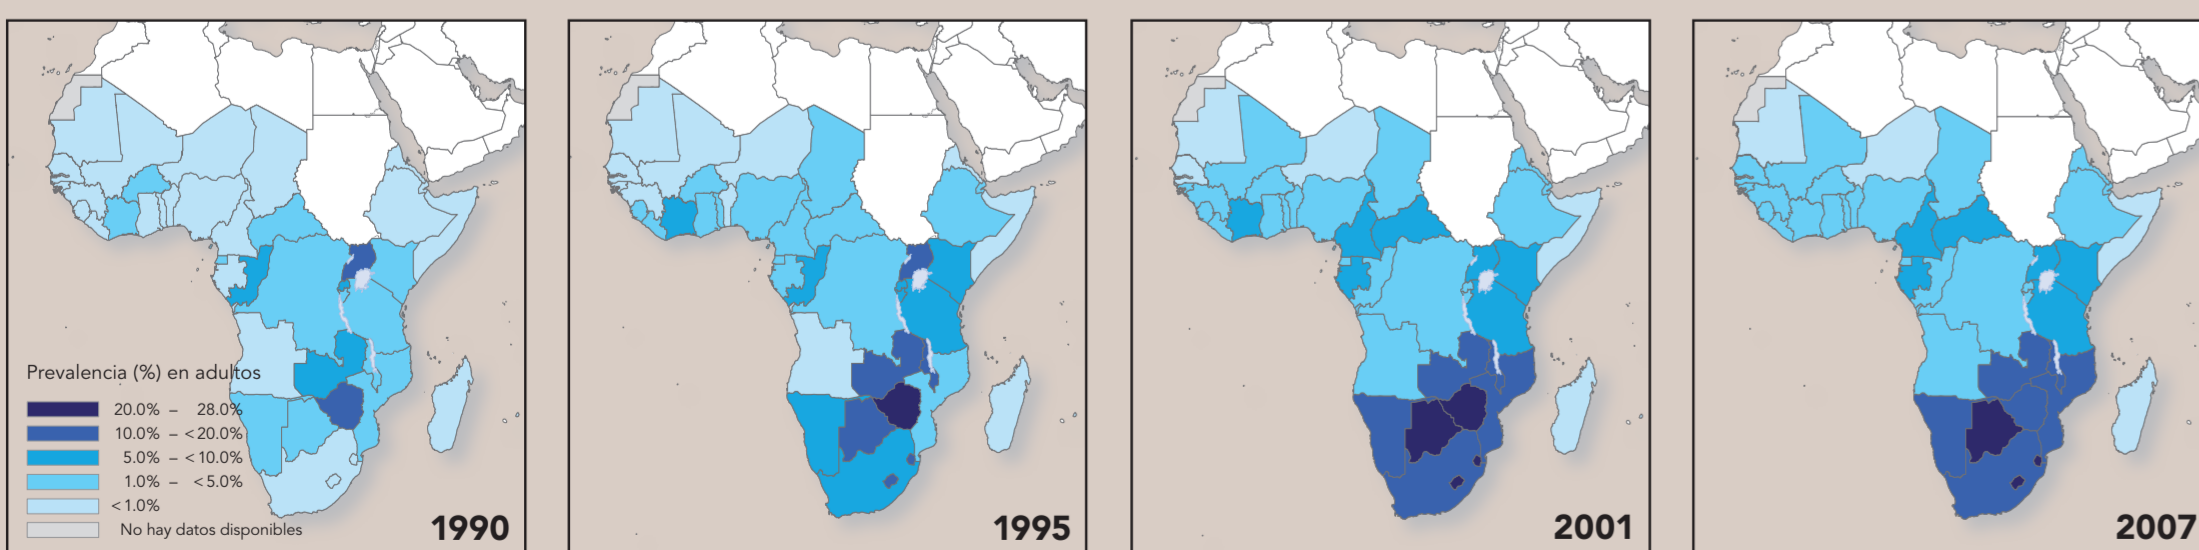 Prevalencia (%) en adultos
20.0% – 28.0%
10.0% – <20.0%
5.0% – <10.0%
1.0% – <5.0%
<1.0%
No hay datos disponibles
1990
1995
2001
2007